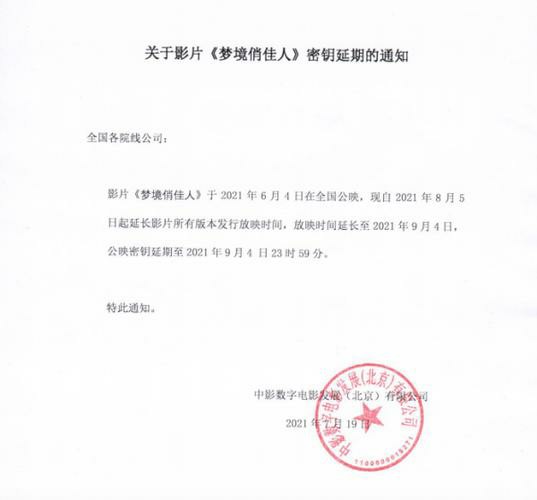 关于影片《梦境俏佳人》密钥延期的通知
全国各院线公司：
影片《梦境俏佳人》于 2021 年 6 月 4 日在全国公映，现自 2021 年 8 月 5
日起延长影片所有版本发行放映时间，放映时间延长至 2021 年 9 月 4 日，
公映密钥延期至 2021 年 9 月 4 日 23 时 59 分。
特此通知。
中影数字电影发展（北京）有限公司
2021 年 7 月 19 日
中影数字电影发展(北京)有限公司